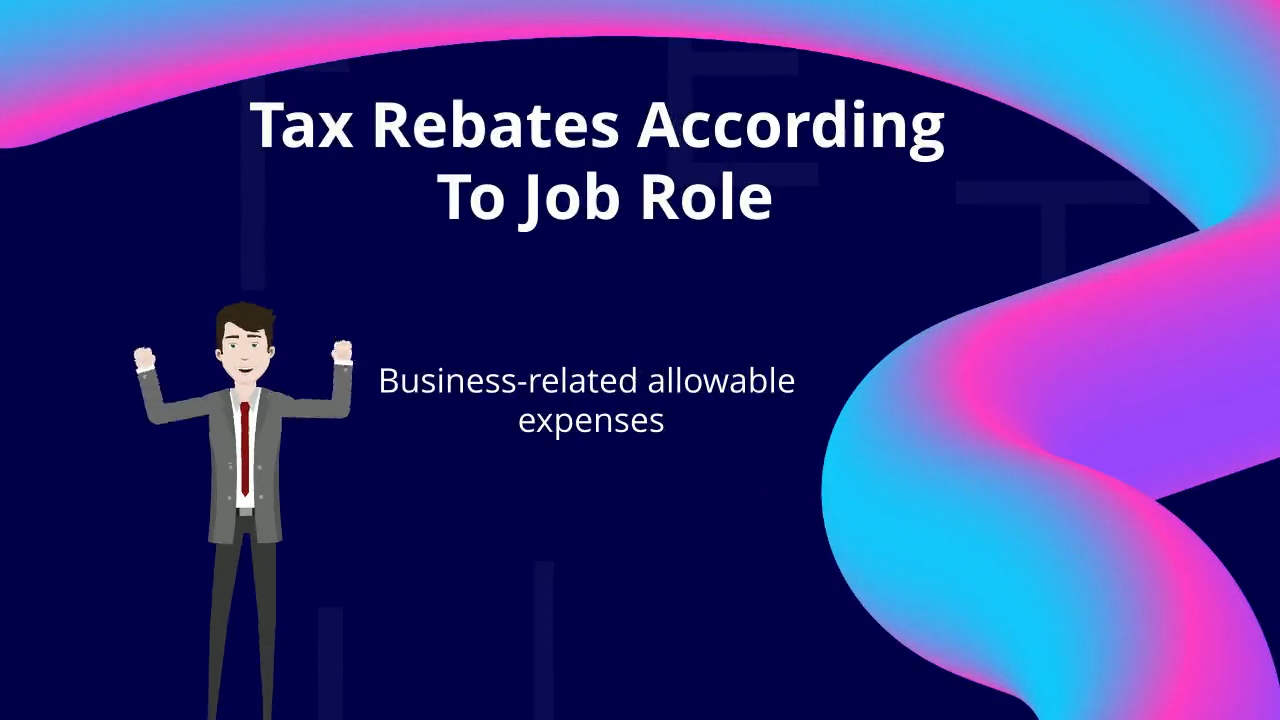 Tax Rebates According
To Job Role
Business-related allowable
expenses